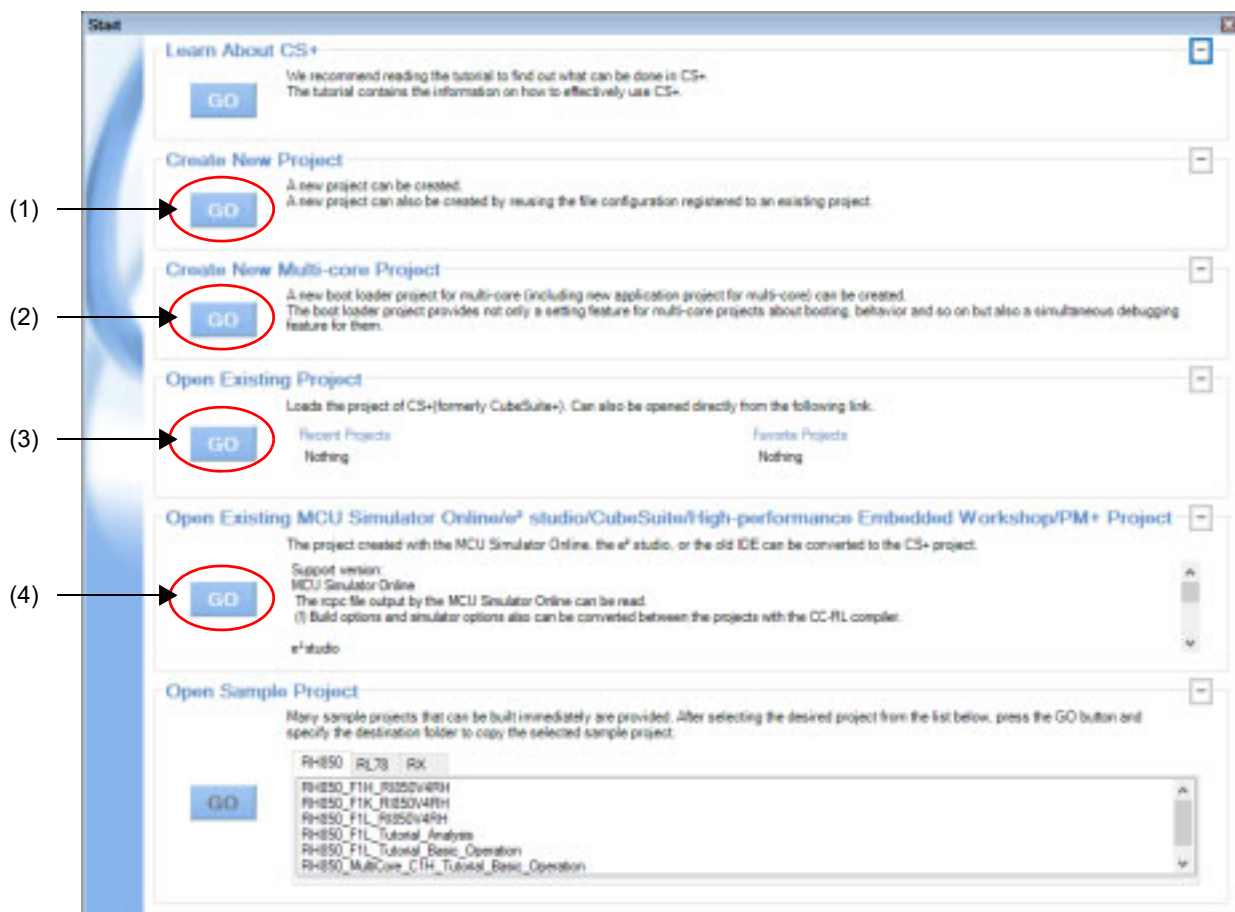 Start
Learn About CS+
GO
We recommend reading the tutorial to find out what can be done in CS+.
The tutorial contains the information on how to effectively use CS+.
Create New Project
(1)
GO
A new project can be created.
A new project can also be created by reusing the file configuration registered to an existing project.
Create New Multi-core Project
(2)
GO
A new boot loader project for multi-core (including new application project for multi-core) can be created.
The boot loader project provides not only a setting feature for multi-core projects about booting, behavior and so on but also a simultaneous debugging
feature for them.
Open Existing Project
Loads the project of CS+(formerly CubeSuite+). Can also be opened directly from the following link.
(3)
GO
Recent Projects
Favorite Projects
Nothing
Nothing
Open Existing MCU Simulator Online/e² studio/CubeSuite/High-performance Embedded Workshop/PM+ Project
The project created with the MCU Simulator Online, the e² studio, or the old IDE can be converted to the CS+ project.
(4)
GO
Support version:
MCU Simulator Online
The rcpc file output by the MCU Simulator Online can be read.
(!) Build options and simulator options also can be converted between the projects with the CC-RL compiler.
e² studio
Open Sample Project
Many sample projects that can be built immediately are provided. After selecting the desired project from the list below, press the GO button and
specify the destination folder to copy the selected sample project.
GO
RH850 RL78 RX
RH850_F1H_RI850V4RH
RH850_F1K_RI850V4RH
RH850_F1L_RI850V4RH
RH850_F1L_Tutorial_Analysis
RH850_F1L_Tutorial_Basic_Operation
RH850_MultiCore_C1H_Tutorial_Basic_Operation